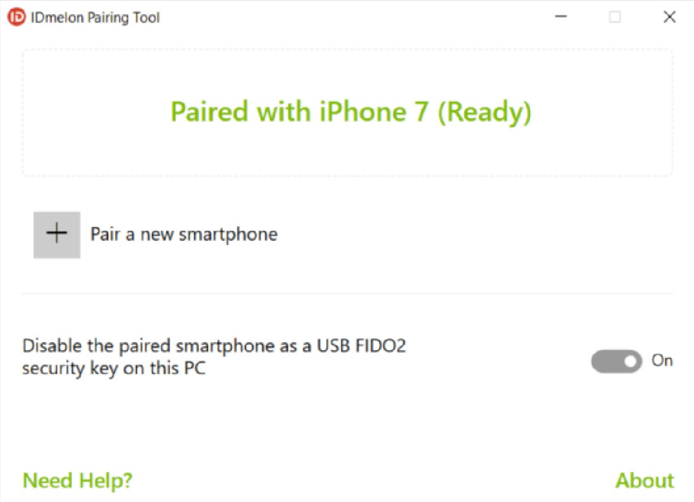 ID IDmelon Pairing Tool
Paired with iPhone 7 (Ready)
Pair a new smartphone
Disable the paired smartphone as a USB FIDO2
security key on this PC
On
Need Help?
About